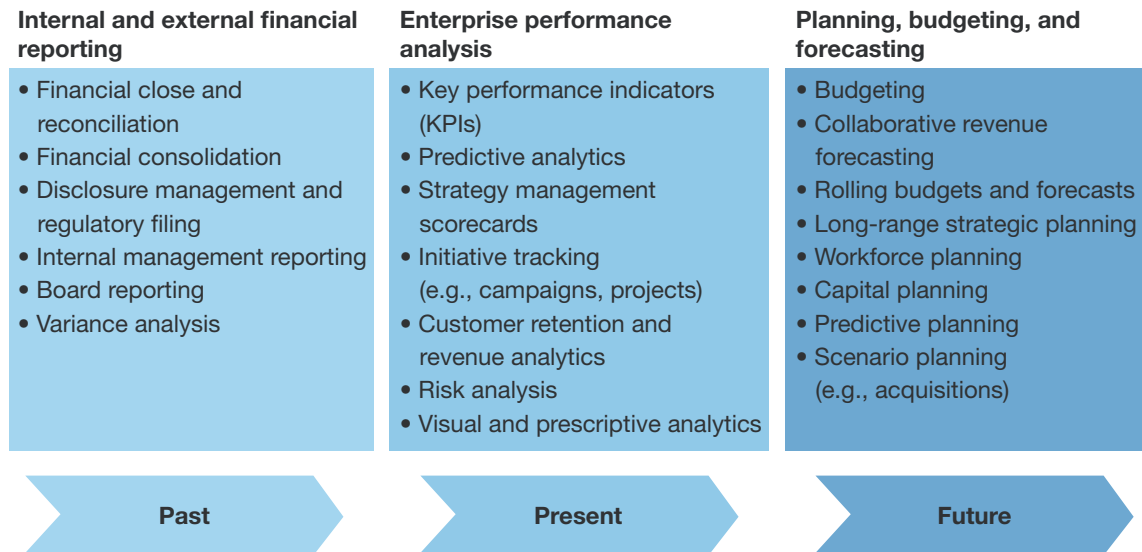 Internal and external financial
reporting
• Financial close and
reconciliation
• Financial consolidation
• Disclosure management and
regulatory filing
• Internal management reporting
• Board reporting
• Variance analysis
Past
Enterprise performance
analysis
• Key performance indicators
(KPIs)
• Predictive analytics
• Strategy management
scorecards
• Initiative tracking
(e.g., campaigns, projects)
• Customer retention and
revenue analytics
• Risk analysis
• Visual and prescriptive analytics
Present
Planning, budgeting, and
forecasting
• Budgeting
• Collaborative revenue
forecasting
• Rolling budgets and forecasts
• Long-range strategic planning
• Workforce planning
• Capital planning
• Predictive planning
• Scenario planning
(e.g., acquisitions)
Future